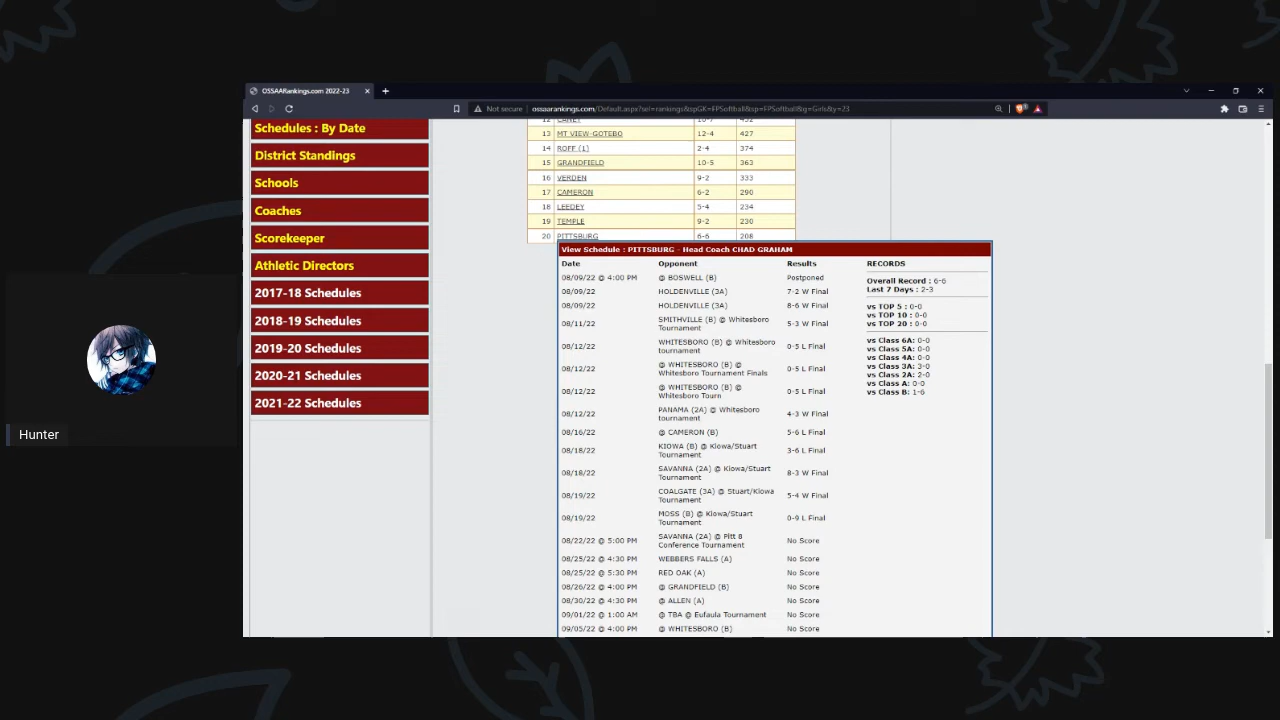 OSSAARankings.com 2022-23
Not secure
ossaarankings.com/Default.aspx?sel=rankings&spGK=FPSoftball&sp=FPSoftball&g=Girls&y=23
Schedules : By Date
District Standings
Schools
Coaches
Scorekeeper
Athletic Directors
2017-18 Schedules
2018-19 Schedules
2019-20 Schedules
2020-21 Schedules
2021-22 Schedules
Hunter
13 MT VIEW-GOTEBO 12-4 427
14 ROFF (1) 2-4 374
15 GRANDFIELD 10-5 363
16 VERDEN 9-2 333
17 CAMERON 6-2 290
18 LEEDEY 5-4 234
19 TEMPLE 9-2 230
20 PITTSBURG 6-6 208
View Schedule : PITTSBURG - Head Coach CHAD GRAHAM
Date Opponent Results
08/09/22 @ 4:00 PM @ BOSWELL (B) Postponed
08/09/22 HOLDENVILLE (3A) 7-2 W Final
08/09/22 HOLDENVILLE (3A) 8-6 W Final
08/11/22 SMITHVILLE (B) @ Whitesboro
Tournament 5-3 W Final
08/12/22 WHITESBORO (B) @ Whitesboro
tournament 0-5 L Final
08/12/22 @ WHITESBORO (B) @
Whitesboro Tournament Finals 0-5 L Final
08/12/22 @ WHITESBORO (B) @
Whitesboro Tourn 0-5 L Final
08/12/22 PANAMA (2A) @ Whitesboro
tournament 4-3 W Final
08/16/22 @ CAMERON (B) 5-6 L Final
08/18/22 KIOWA (B) @ Kiowa/Stuart
Tournament 3-6 L Final
08/18/22 SAVANNA (2A) @ Kiowa/Stuart
Tournament 8-3 W Final
08/19/22 COALGATE (3A) @ Stuart/Kiowa
Tournament 5-4 W Final
08/19/22 MOSS (B) @ Kiowa/Stuart
Tournament 0-9 L Final
08/22/22 @ 5:00 PM SAVANNA (2A) @ Pitt 8
Conference Tournament No Score
08/25/22 @ 4:30 PM WEBBERS FALLS (A) No Score
08/25/22 @ 5:30 PM RED OAK (A) No Score
08/26/22 @ 4:00 PM @ GRANDFIELD (B) No Score
08/30/22 @ 4:30 PM @ ALLEN (A) No Score
09/01/22 @ 1:00 AM @ TBA @ Eufaula Tournament No Score
09/05/22 @ 4:00 PM @ WHITESBORO (B) No Score
RECORDS
Overall Record : 6-6
Last 7 Days : 2-3
vs TOP 5 : 0-0
vs TOP 10 : 0-0
vs TOP 20 : 0-0
vs Class 6A: 0-0
vs Class 5A: 0-0
vs Class 4A: 0-0
vs Class 3A: 3-0
vs Class 2A: 2-0
vs Class A: 0-0
vs Class B: 1-6